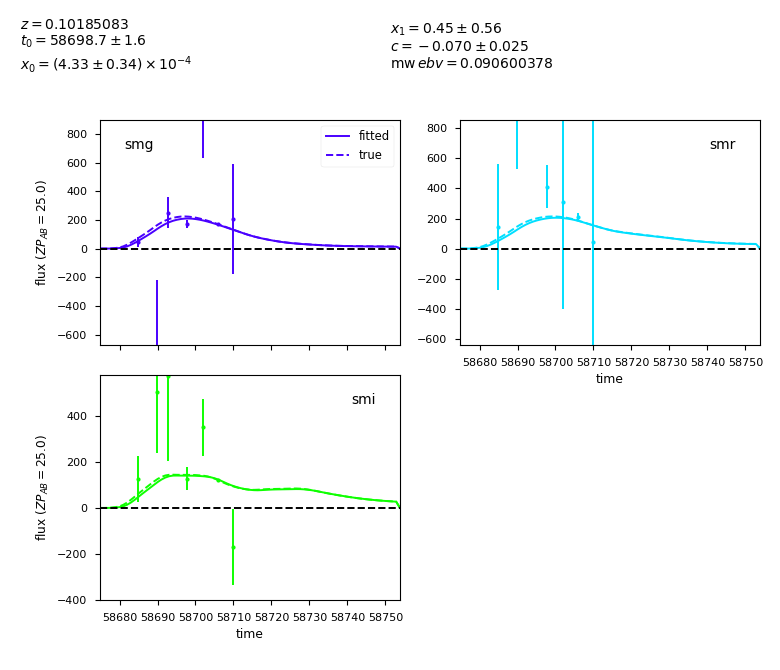 z = 0.10185083
t₀ = 58698.7 ± 1.6
x₀ = (4.33 ± 0.34) × 10⁻⁴
x₁ = 0.45 ± 0.56
c = −0.070 ± 0.025
mw ebv = 0.090600378
smg
fitted
true
800
600
400
200
0
−200
−400
−600
flux (ZP_AB = 25.0)
smr
800
600
400
200
0
−200
−400
−600
58680 58690 58700 58710 58720 58730 58740 58750
time
smi
400
200
0
−200
−400
flux (ZP_AB = 25.0)
58680 58690 58700 58710 58720 58730 58740 58750
time